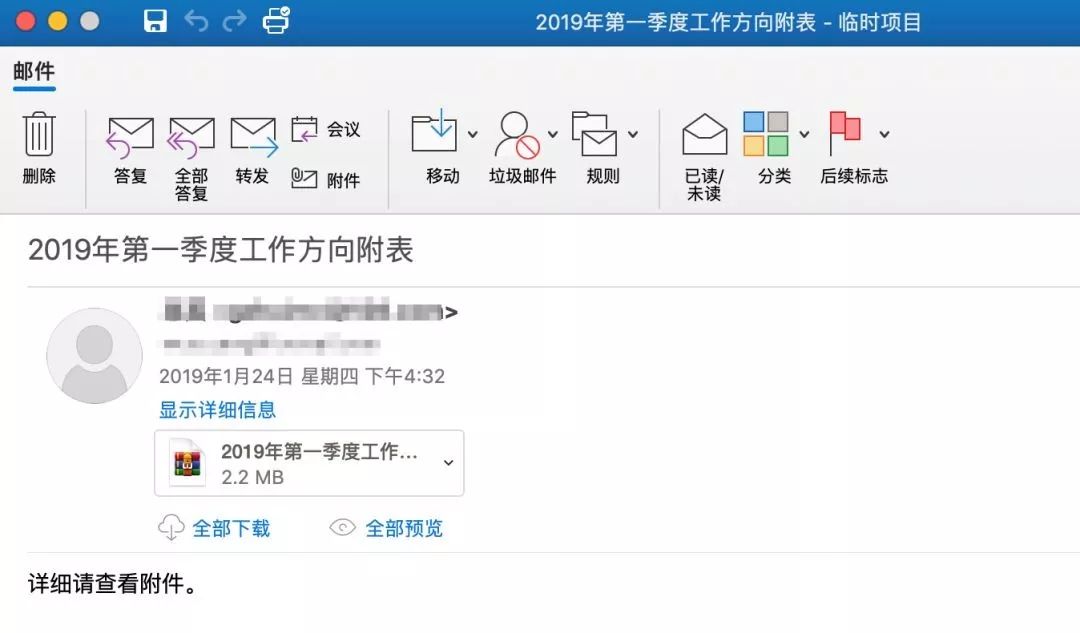 2019年第一季度工作方向附表 - 临时项目
邮件
删除
答复
全部
答复
转发
会议
附件
移动
垃圾邮件
规则
已读/
未读
分类
后续标志
2019年第一季度工作方向附表
>
2019年1月24日 星期四 下午4:32
显示详细信息
2019年第一季度工作...
2.2 MB
全部下载
全部预览
详细请查看附件。